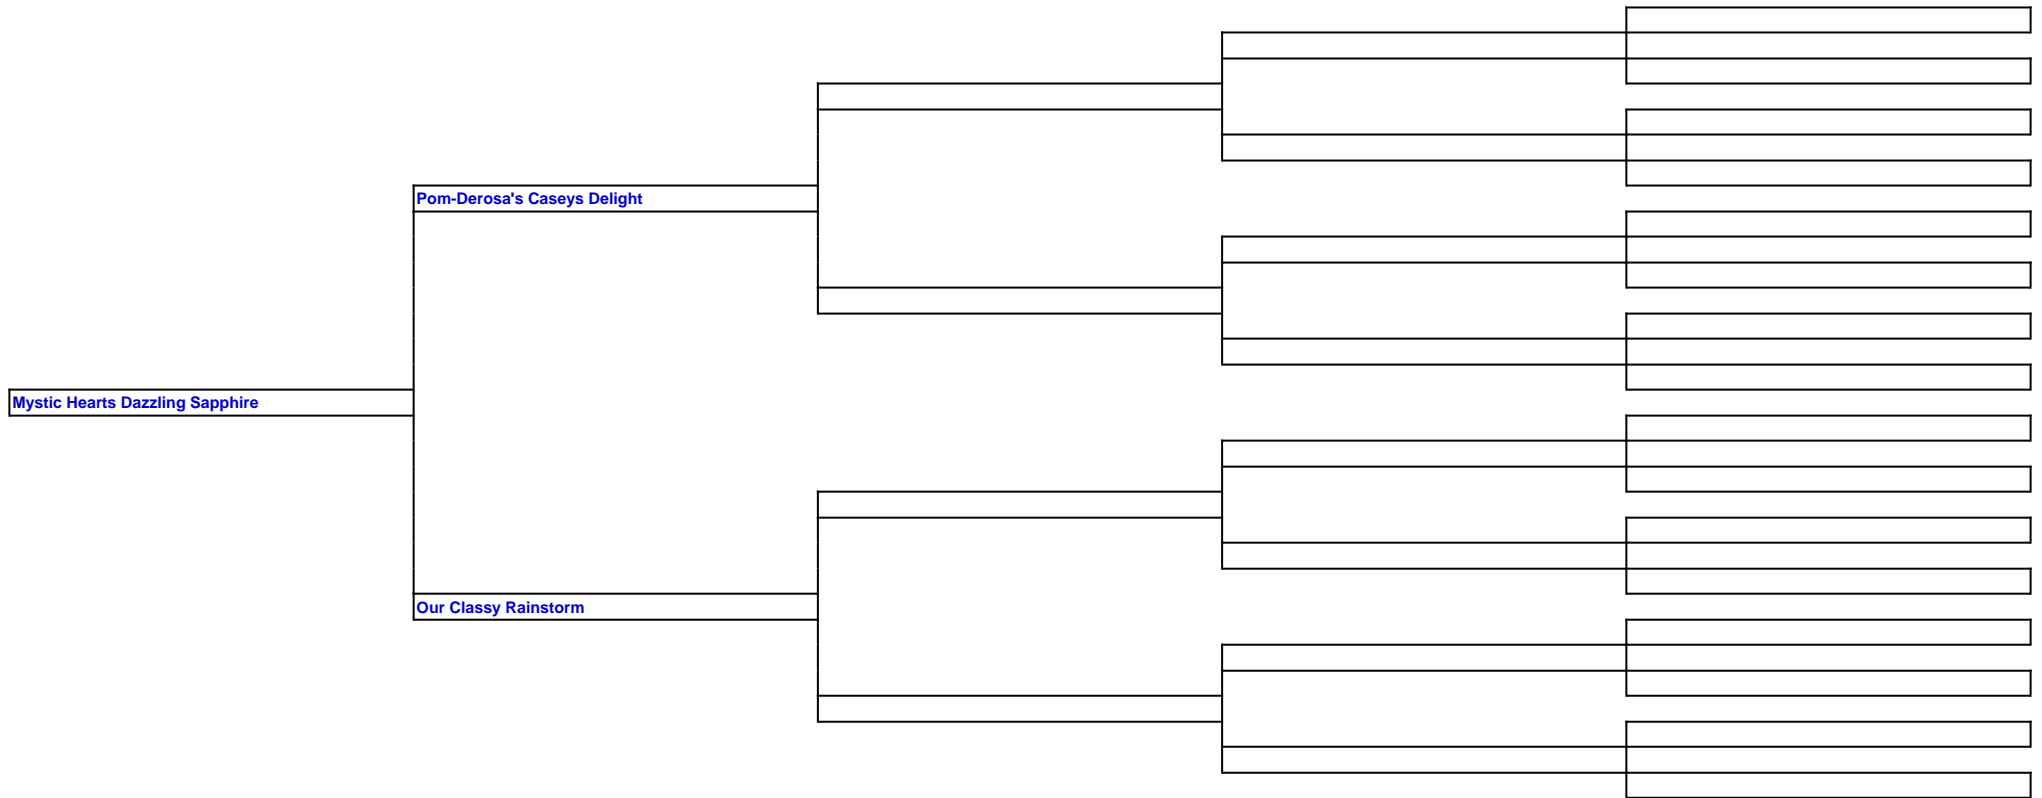 Pom-Derosa's Caseys Delight
Mystic Hearts Dazzling Sapphire
Our Classy Rainstorm